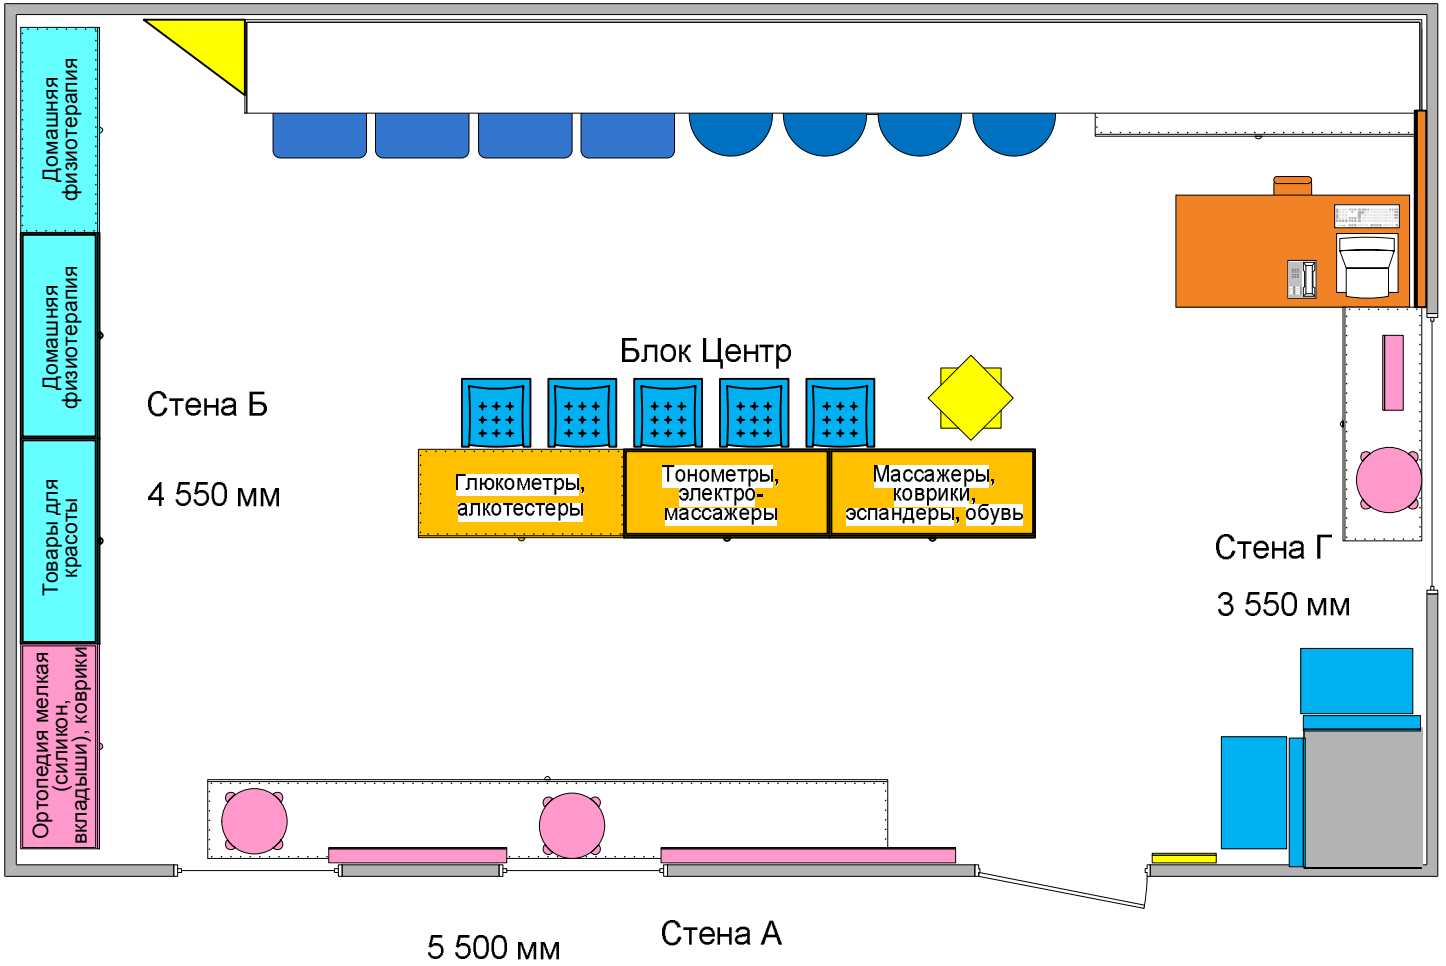 Домашняя
физиотерапия
Домашняя
физиотерапия
Товары для
красоты
Ортопедия мелкая
(силикон,
вкладыши), коврики
Стена Б
4 550 мм
Блок Центр
Глюкометры,
алкотестеры
Тонометры,
электро-
массажеры
Массажеры,
коврики,
эспандеры, обувь
Стена Г
3 550 мм
Стена А
5 500 мм